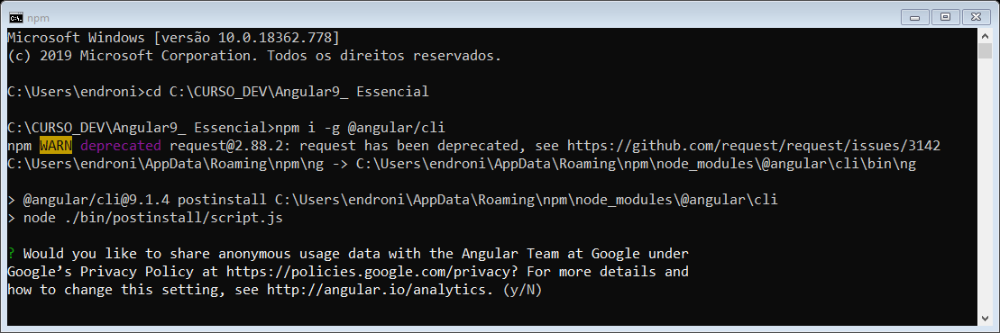 npm
Microsoft Windows [versão 10.0.18362.778]
(c) 2019 Microsoft Corporation. Todos os direitos reservados.
C:\Users\endroni>cd C:\CURSO_DEV\Angular9_ Essencial
C:\CURSO_DEV\Angular9_ Essencial>npm i -g @angular/cli
npm WARN deprecated request@2.88.2: request has been deprecated, see https://github.com/request/request/issues/3142
C:\Users\endroni\AppData\Roaming\npm\ng -> C:\Users\endroni\AppData\Roaming\npm\node_modules\@angular\cli\bin\ng
> @angular/cli@9.1.4 postinstall C:\Users\endroni\AppData\Roaming\npm\node_modules\@angular\cli
> node ./bin/postinstall/script.js
? Would you like to share anonymous usage data with the Angular Team at Google under
Google’s Privacy Policy at https://policies.google.com/privacy? For more details and
how to change this setting, see http://angular.io/analytics. (y/N)